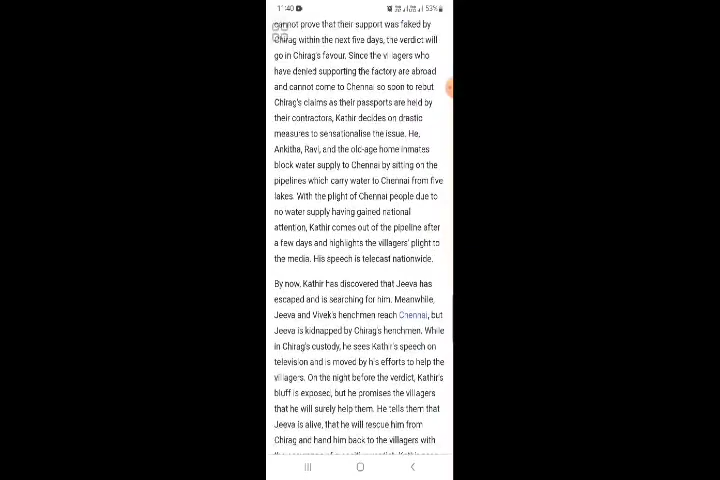 11:40
53%
cannot prove that their support was faked by
Chirag within the next five days, the verdict will
go in Chirag's favour. Since the villagers who
have denied supporting the factory are abroad
and cannot come to Chennai so soon to rebut
Chirag's claims as their passports are held by
their contractors, Kathir decides on drastic
measures to sensationalise the issue. He,
Ankitha, Ravi, and the old-age home inmates
block water supply to Chennai by sitting on the
pipelines which carry water to Chennai from five
lakes. With the plight of Chennai people due to
no water supply having gained national
attention, Kathir comes out of the pipeline after
a few days and highlights the villagers' plight to
the media. His speech is telecast nationwide.
By now, Kathir has discovered that Jeeva has
escaped and is searching for him. Meanwhile,
Jeeva and Vivek's henchmen reach Chennai, but
Jeeva is kidnapped by Chirag's henchmen. While
in Chirag's custody, he sees Kathir's speech on
television and is moved by his efforts to help the
villagers. On the night before the verdict, Kathir's
bluff is exposed, but he promises the villagers
that he will surely help them. He tells them that
Jeeva is alive, that he will rescue him from
Chirag and hand him back to the villagers with